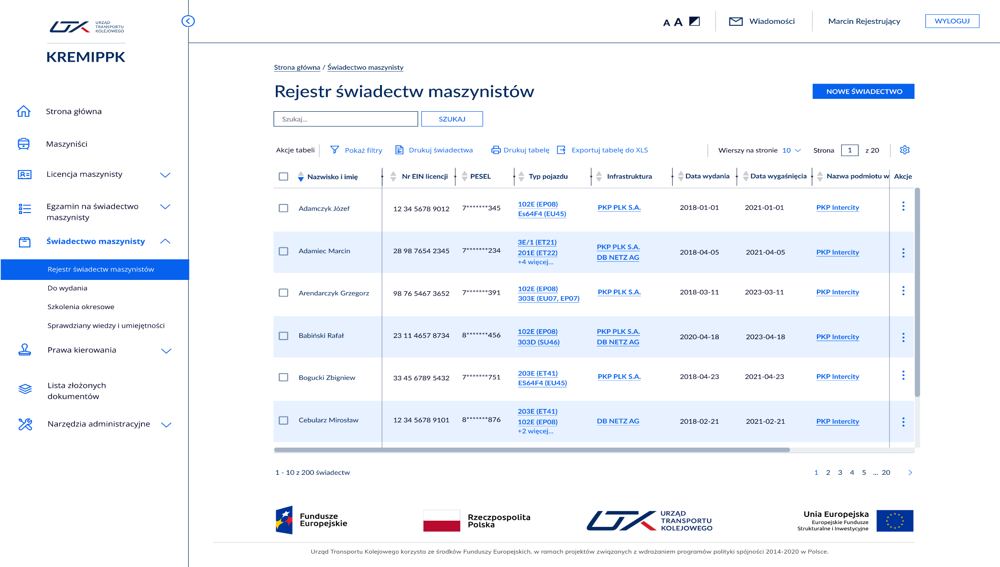 URZĄD
TRANSPORTU
KOLEJOWEGO
KREMIPPK
A A
Wiadomości
Marcin Rejestrujący
WYLOGUJ
Strona główna
Maszyniści
Licencja maszynisty
Egzamin na świadectwo
maszynisty
Świadectwo maszynisty
Rejestr świadectw maszynistów
Do wydania
Szkolenia okresowe
Sprawdziany wiedzy i umiejętności
Prawa kierowania
Lista złożonych
dokumentów
Narzędzia administracyjne
Strona główna / Świadectwo maszynisty
Rejestr świadectw maszynistów
NOWE ŚWIADECTWO
Szukaj...
SZUKAJ
Akcje tabeli Pokaż filtry Drukuj świadectwa Drukuj tabelę Exportuj tabelę do XLS Wierszy na stronie 10 Strona 1 z 20
Nazwisko i imię Nr EIN licencji PESEL Typ pojazdu Infrastruktura Data wydania Data wygaśnięcia Nazwa podmiotu w Akcje
Adamczyk Józef 12 34 5678 9012 7*******345 102E (EP08) PKP PLK S.A. 2018-01-01 2021-01-01 PKP Intercity
Es64F4 (EU45)
Adamiec Marcin 28 98 7654 2345 7*******234 3E/1 (ET21) PKP PLK S.A. 2018-04-05 2021-04-05 PKP Intercity
201E (ET22) DB NETZ AG
+4 więcej...
Arendarczyk Grzegorz 98 76 5467 3652 7*******391 102E (EP08) PKP PLK S.A. 2018-03-11 2023-03-11 PKP Intercity
303E (EU07, EP07)
Babiński Rafał 23 11 4657 8734 8*******456 102E (EP08) PKP PLK S.A. 2020-04-18 2023-04-18 PKP Intercity
303D (SU46) DB NETZ AG
Bogucki Zbigniew 33 45 6789 5432 7*******751 203E (ET41) PKP PLK S.A. 2018-04-23 2021-04-23 PKP Intercity
ES64F4 (EU45)
Cebularz Mirosław 12 34 5678 9101 8*******876 203E (ET41) DB NETZ AG 2018-02-21 2021-02-21 PKP Intercity
102E (EP08)
+2 więcej...
1 - 10 z 200 świadectw
1 2 3 4 5 ... 20
Fundusze
Europejskie
Rzeczpospolita
Polska
URZĄD
TRANSPORTU
KOLEJOWEGO
Unia Europejska
Europejskie Fundusze
Strukturalne i Inwestycyjne
Urząd Transportu Kolejowego korzysta ze środków Funduszy Europejskich, w ramach projektów związanych z wdrażaniem programów polityki spójności 2014-2020 w Polsce.